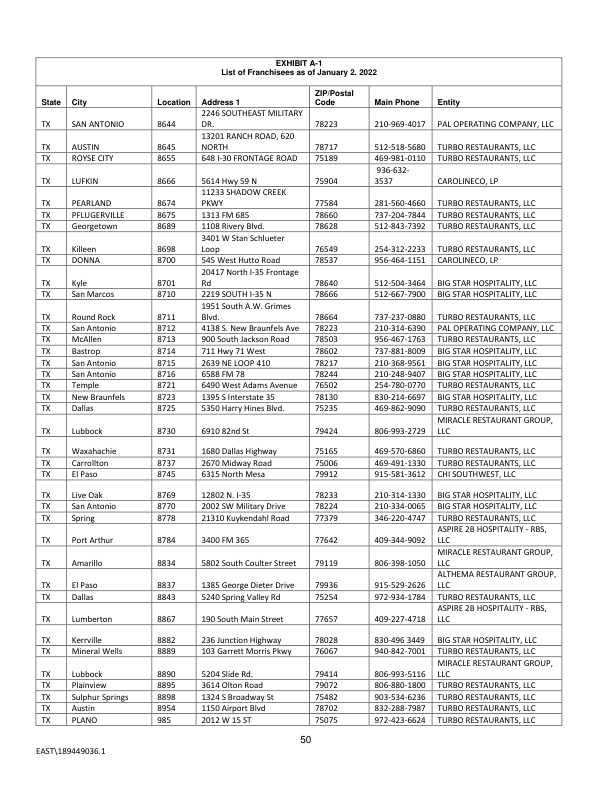 EXHIBIT A-1
List of Franchisees as of January 2. 2022
State City Location Address 1 ZIP/Postal Code Main Phone Entity
TX SAN ANTONIO 8644 2246 SOUTHEAST MILITARY DR. 78223 210-969-4017 PAL OPERATING COMPANY, LLC
TX AUSTIN 8645 13201 RANCH ROAD, 620 NORTH 78717 512-518-5680 TURBO RESTAURANTS, LLC
TX ROYSE CITY 8655 648 I-30 FRONTAGE ROAD 75189 469-981-0110 TURBO RESTAURANTS, LLC
TX LUFKIN 8666 5614 Hwy 59 N 75904 936-632-3537 CAROLINECO, LP
TX PEARLAND 8674 11233 SHADOW CREEK PKWY 77584 281-560-4660 TURBO RESTAURANTS, LLC
TX PFLUGERVILLE 8675 1313 FM 685 78660 737-204-7844 TURBO RESTAURANTS, LLC
TX Georgetown 8689 1108 Rivery Blvd. 78628 512-843-7392 TURBO RESTAURANTS, LLC
TX Killeen 8698 3401 W Stan Schlueter Loop 76549 254-312-2233 TURBO RESTAURANTS, LLC
TX DONNA 8700 545 West Hutto Road 78537 956-464-1151 CAROLINECO, LP
TX Kyle 8701 20417 North I-35 Frontage Rd 78640 512-504-3464 BIG STAR HOSPITALITY, LLC
TX San Marcos 8710 2219 SOUTH I-35 N 78666 512-667-7900 BIG STAR HOSPITALITY, LLC
TX Round Rock 8711 1951 South A.W. Grimes Blvd. 78664 737-237-0880 TURBO RESTAURANTS, LLC
TX San Antonio 8712 4138 S. New Braunfels Ave 78223 210-314-6390 PAL OPERATING COMPANY, LLC
TX McAllen 8713 900 South Jackson Road 78503 956-467-1763 TURBO RESTAURANTS, LLC
TX Bastrop 8714 711 Hwy 71 West 78602 737-881-8009 BIG STAR HOSPITALITY, LLC
TX San Antonio 8715 2639 NE LOOP 410 78217 210-368-9561 BIG STAR HOSPITALITY, LLC
TX San Antonio 8716 6588 FM 78 78244 210-248-9407 BIG STAR HOSPITALITY, LLC
TX Temple 8721 6490 West Adams Avenue 76502 254-780-0770 TURBO RESTAURANTS, LLC
TX New Braunfels 8723 1395 S Interstate 35 78130 830-214-6697 BIG STAR HOSPITALITY, LLC
TX Dallas 8725 5350 Harry Hines Blvd. 75235 469-862-9090 TURBO RESTAURANTS, LLC
TX Lubbock 8730 6910 82nd St 79424 806-993-2729 MIRACLE RESTAURANT GROUP, LLC
TX Waxahachie 8731 1680 Dallas Highway 75165 469-570-6860 TURBO RESTAURANTS, LLC
TX Carrollton 8737 2670 Midway Road 75006 469-491-1330 TURBO RESTAURANTS, LLC
TX El Paso 8745 6315 North Mesa 79912 915-581-3612 CHI SOUTHWEST, LLC
TX Live Oak 8769 12802 N. I-35 78233 210-314-1330 BIG STAR HOSPITALITY, LLC
TX San Antonio 8770 2002 SW Military Drive 78224 210-334-0065 BIG STAR HOSPITALITY, LLC
TX Spring 8778 21310 Kuykendahl Road 77379 346-220-4747 TURBO RESTAURANTS, LLC
TX Port Arthur 8784 3400 FM 365 77642 409-344-9092 ASPIRE 2B HOSPITALITY - RBS, LLC
TX Amarillo 8834 5802 South Coulter Street 79119 806-398-1050 MIRACLE RESTAURANT GROUP, LLC
TX El Paso 8837 1385 George Dieter Drive 79936 915-529-2626 ALTHEMA RESTAURANT GROUP, LLC
TX Dallas 8843 5240 Spring Valley Rd 75254 972-934-1784 TURBO RESTAURANTS, LLC
TX Lumberton 8867 190 South Main Street 77657 409-227-4718 ASPIRE 2B HOSPITALITY - RBS, LLC
TX Kerrville 8882 236 Junction Highway 78028 830-496 3449 BIG STAR HOSPITALITY, LLC
TX Mineral Wells 8889 103 Garrett Morris Pkwy 76067 940-842-7001 TURBO RESTAURANTS, LLC
TX Lubbock 8890 5204 Slide Rd. 79414 806-993-5116 MIRACLE RESTAURANT GROUP, LLC
TX Plainview 8895 3614 Olton Road 79072 806-880-1800 TURBO RESTAURANTS, LLC
TX Sulphur Springs 8898 1324 S Broadway St 75482 903-534-6236 TURBO RESTAURANTS, LLC
TX Austin 8954 1150 Airport Blvd 78702 832-288-7987 TURBO RESTAURANTS, LLC
TX PLANO 985 2012 W 15 ST 75075 972-423-6624 TURBO RESTAURANTS, LLC
50
EAST\189449036.1